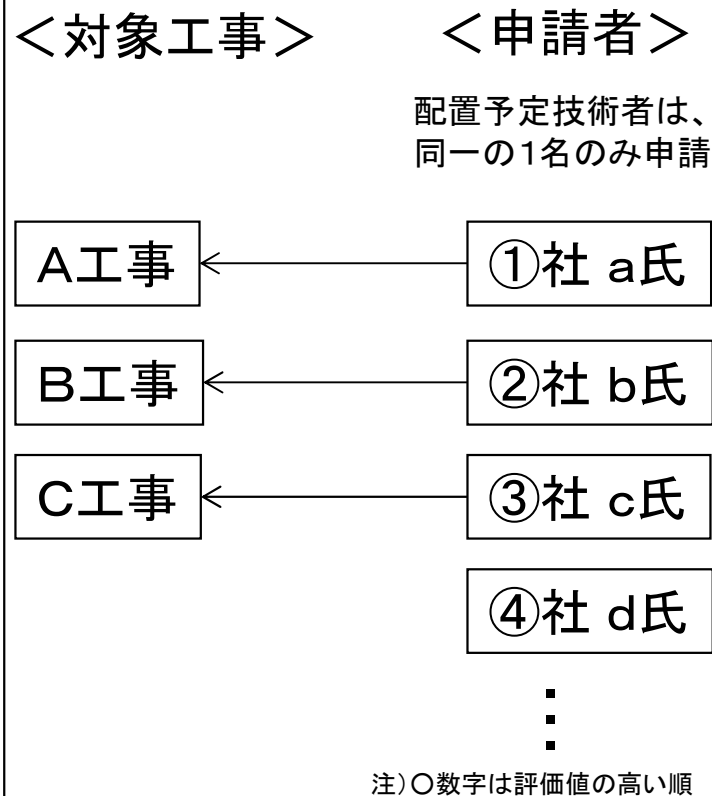 ＜対象工事＞ ＜申請者＞
配置予定技術者は、
同一の1名のみ申請
A工事 ①社 a氏
B工事 ②社 b氏
C工事 ③社 c氏
④社 d氏
注）〇数字は評価値の高い順